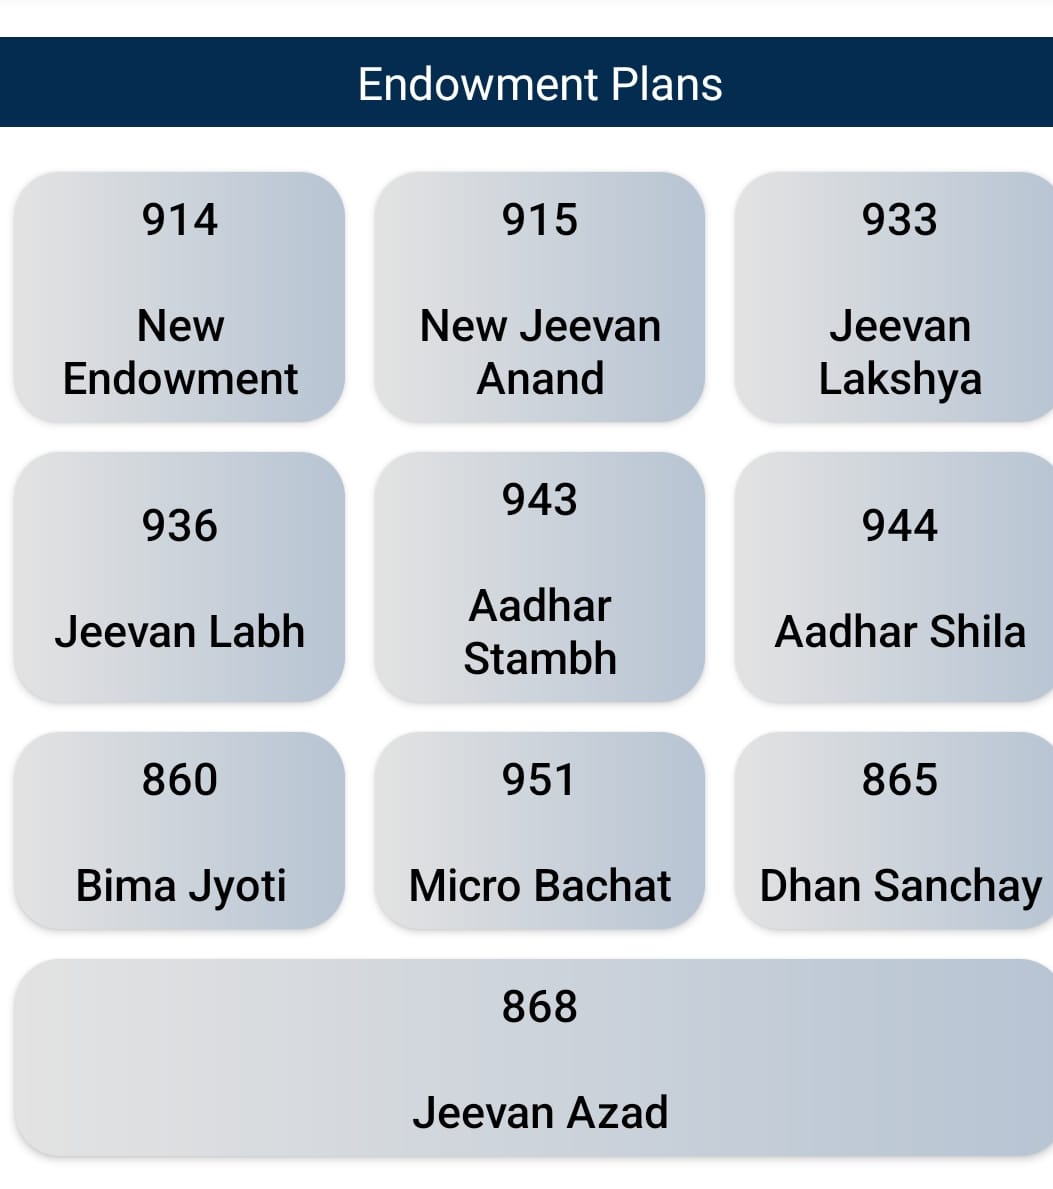 Endowment Plans
914
New
Endowment
915
New Jeevan
Anand
933
Jeevan
Lakshya
936
Jeevan Labh
943
Aadhar
Stambh
944
Aadhar Shila
860
Bima Jyoti
951
Micro Bachat
865
Dhan Sanchay
868
Jeevan Azad